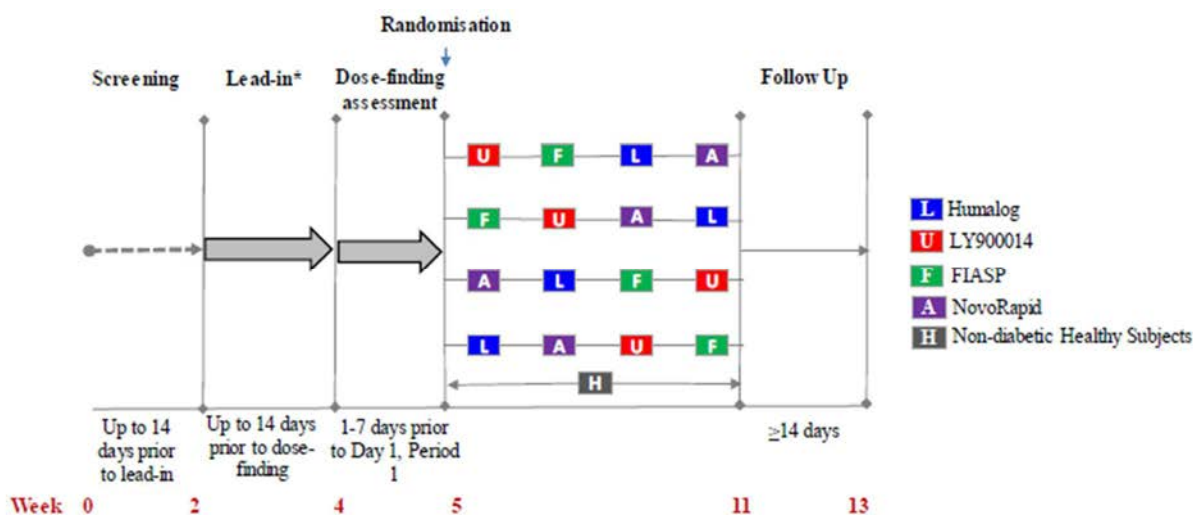 Randomisation
Screening
Lead-in*
Dose-finding
assessment
Follow Up
U F L A
F U A L
A L F U
L A U F
H
L Humalog
U LY900014
F FIASP
A NovoRapid
H Non-diabetic Healthy Subjects
Up to 14
days prior
to lead-in
Up to 14 days
prior to dose-
finding
1-7 days prior
to Day 1, Period
1
≥14 days
Week 0 2 4 5 11 13